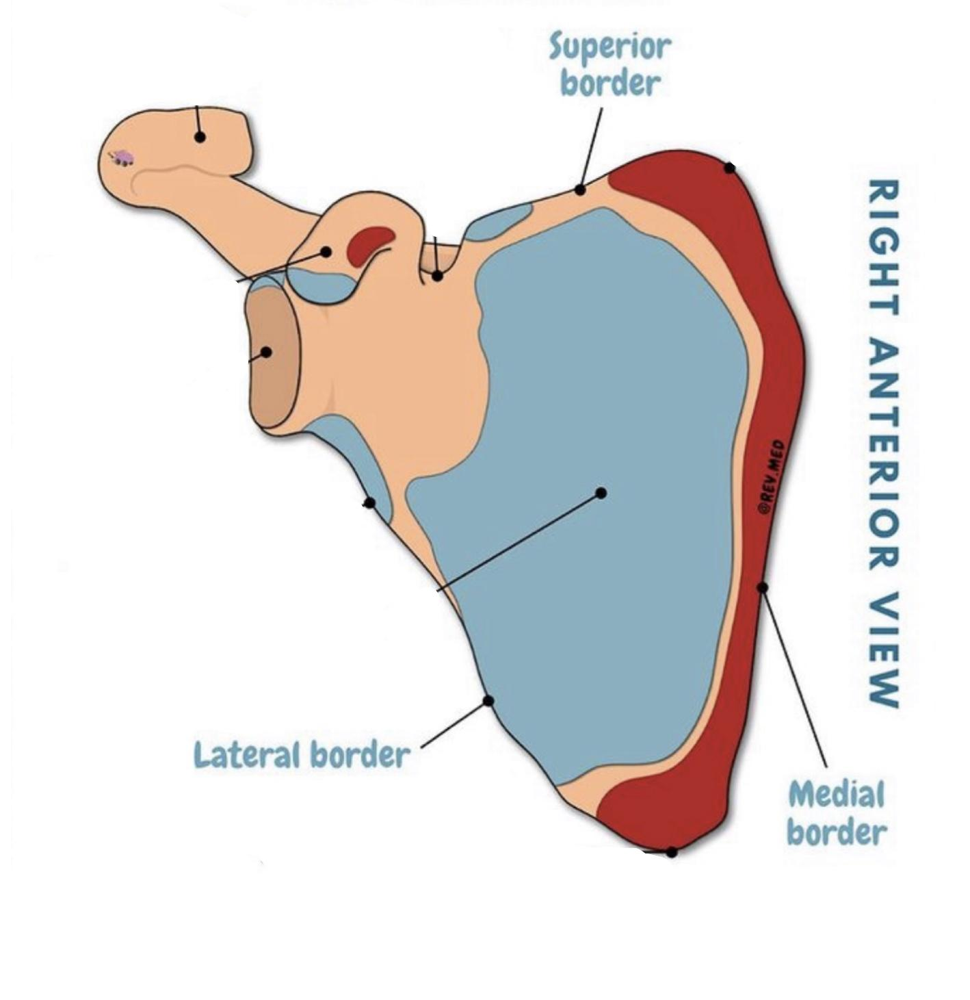 Superior
border
RIGHT ANTERIOR VIEW
@REV.MED
Lateral border
Medial
border